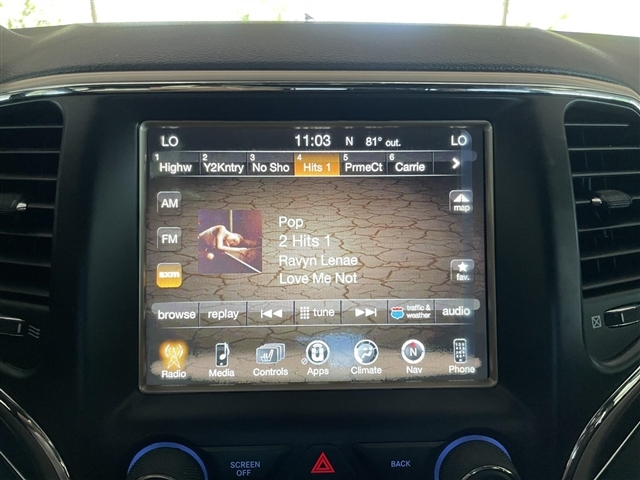 LO 11:03 N 81° out. LO
1 Highw 2 Y2Kntry 3 No Sho 4 Hits 1 5 PrmeCt 6 Carrie >
AM
FM
sxm
Pop
2 Hits 1
Ravyn Lenae
Love Me Not
map
fav.
browse replay tune traffic & weather audio
Radio Media Controls Apps Climate Nav Phone
SCREEN
OFF
BACK